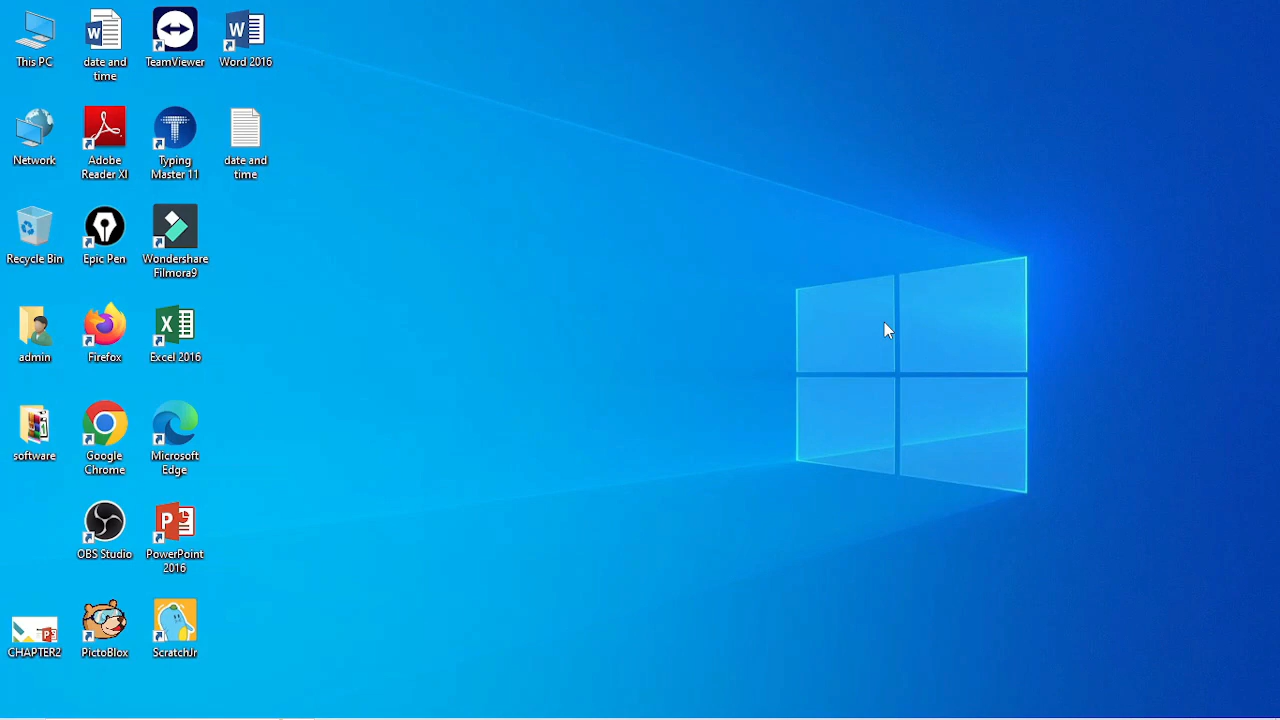 This PC
date and
time
TeamViewer
Word 2016
Network
Adobe
Reader XI
Typing
Master 11
date and
time
Recycle Bin
Epic Pen
Wondershare
Filmora9
admin
Firefox
Excel 2016
software
Google
Chrome
Microsoft
Edge
OBS Studio
PowerPoint
2016
CHAPTER2
PictoBlox
ScratchJr